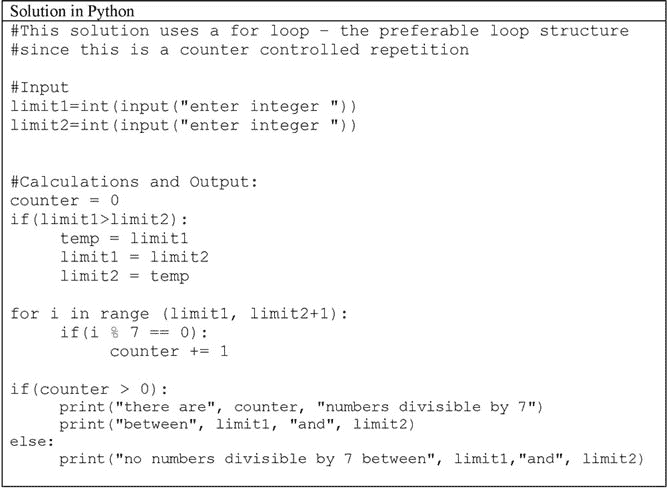 Solution in Python
#This solution uses a for loop – the preferable loop structure
#since this is a counter controlled repetition
#Input
limit1=int(input("enter integer "))
limit2=int(input("enter integer "))
#Calculations and Output:
counter = 0
if(limit1>limit2):
     temp = limit1
     limit1 = limit2
     limit2 = temp
for i in range (limit1, limit2+1):
     if(i % 7 == 0):
          counter += 1
if(counter > 0):
     print("there are", counter, "numbers divisible by 7")
     print("between", limit1, "and", limit2)
else:
     print("no numbers divisible by 7 between", limit1,"and", limit2)